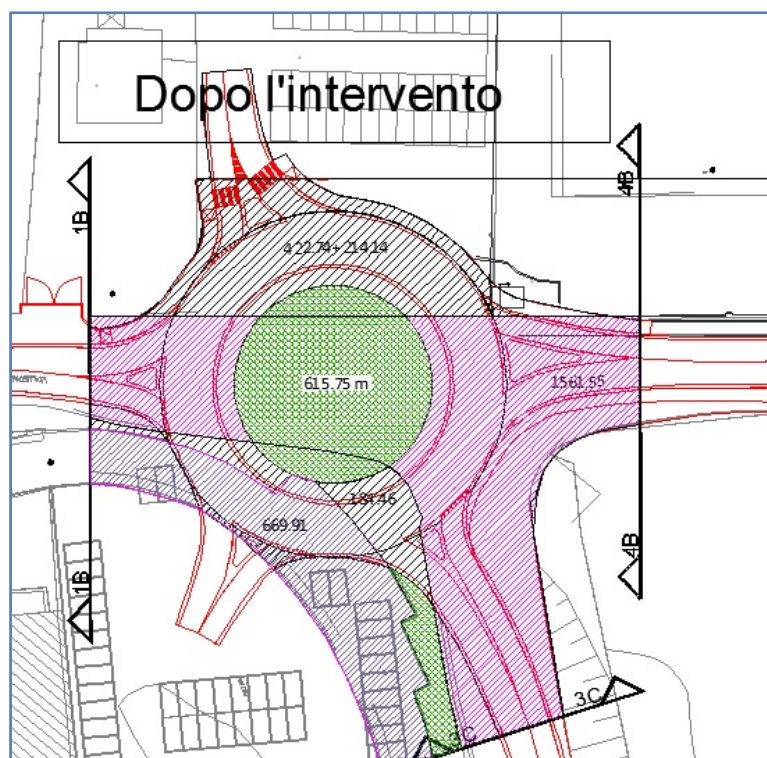 Dopo l'intervento
4B
1B
422.74+ 214.14
615.75 m
1561.55
184.46
669.91
1B
4B
3C
3C